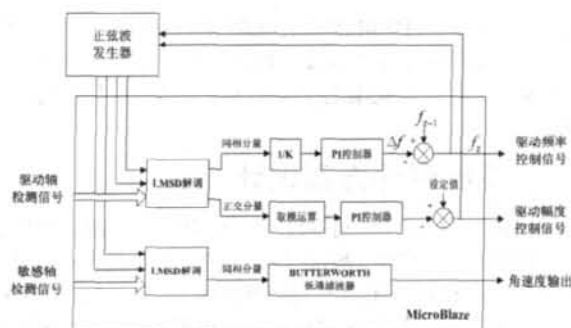 正弦波
发生器
同相分量
1/K
PI控制器
Δf
+
-
f_{z-1}
f_z
驱动频率
控制信号
驱动轴
检测信号
LMSD解调
正交分量
取模运算
PI控制器
设定值
+
-
驱动幅度
控制信号
敏感轴
检测信号
LMSD解调
同相分量
BUTTERWORTH
低通滤波器
角速度输出
MicroBlaze